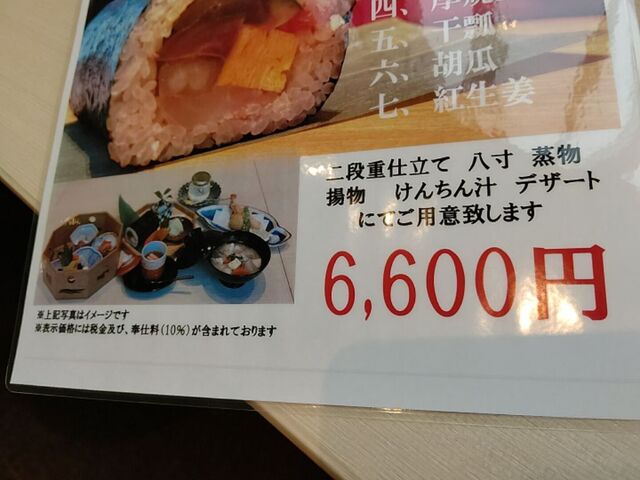 四、
五、干瓢
六、胡瓜
七、紅生姜
二段重仕立て 八寸 蒸物
揚物 けんちん汁 デザート
にてご用意致します
6,600円
※上記写真はイメージです
※表示価格には税金及び、奉仕料(10%)が含まれております